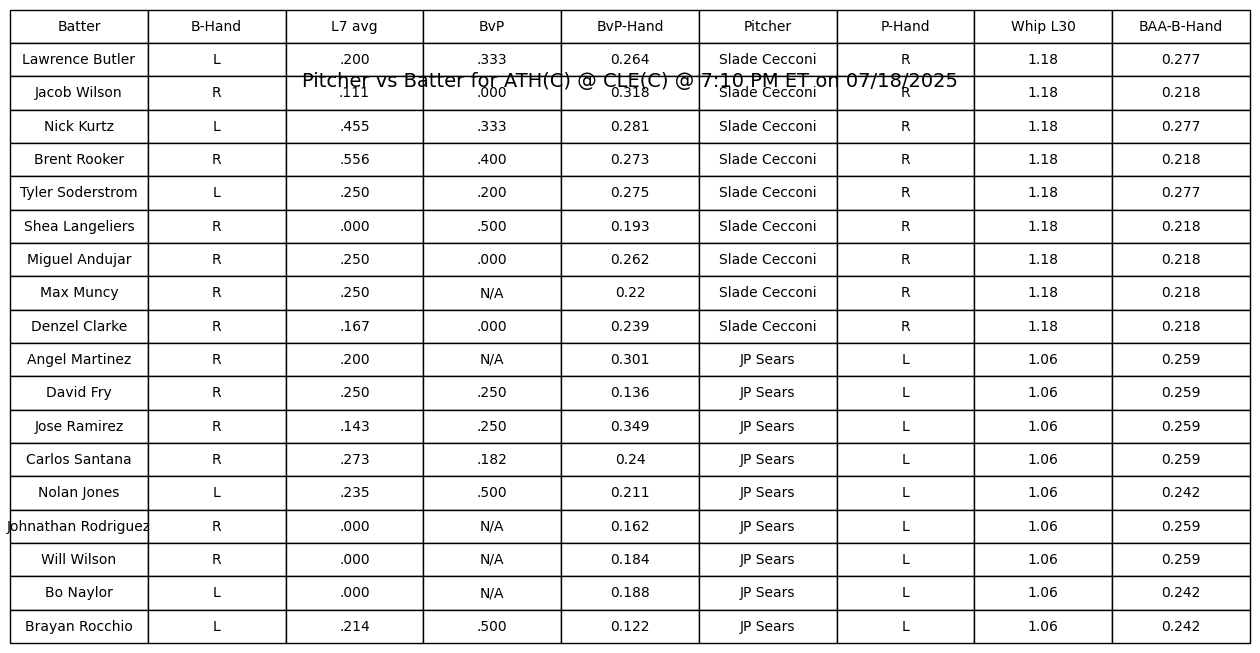 Batter B-Hand L7 avg BvP BvP-Hand Pitcher P-Hand Whip L30 BAA-B-Hand
Lawrence Butler L .200 .333 0.264 Slade Cecconi R 1.18 0.277
Pitcher vs Batter for ATH(C) @ CLE(C) @ 7:10 PM ET on 07/18/2025
Jacob Wilson R .111 .000 0.318 Slade Cecconi R 1.18 0.218
Nick Kurtz L .455 .333 0.281 Slade Cecconi R 1.18 0.277
Brent Rooker R .556 .400 0.273 Slade Cecconi R 1.18 0.218
Tyler Soderstrom L .250 .200 0.275 Slade Cecconi R 1.18 0.277
Shea Langeliers R .000 .500 0.193 Slade Cecconi R 1.18 0.218
Miguel Andujar R .250 .000 0.262 Slade Cecconi R 1.18 0.218
Max Muncy R .250 N/A 0.22 Slade Cecconi R 1.18 0.218
Denzel Clarke R .167 .000 0.239 Slade Cecconi R 1.18 0.218
Angel Martinez R .200 N/A 0.301 JP Sears L 1.06 0.259
David Fry R .250 .250 0.136 JP Sears L 1.06 0.259
Jose Ramirez R .143 .250 0.349 JP Sears L 1.06 0.259
Carlos Santana R .273 .182 0.24 JP Sears L 1.06 0.259
Nolan Jones L .235 .500 0.211 JP Sears L 1.06 0.242
Johnathan Rodriguez R .000 N/A 0.162 JP Sears L 1.06 0.259
Will Wilson R .000 N/A 0.184 JP Sears L 1.06 0.259
Bo Naylor L .000 N/A 0.188 JP Sears L 1.06 0.242
Brayan Rocchio L .214 .500 0.122 JP Sears L 1.06 0.242